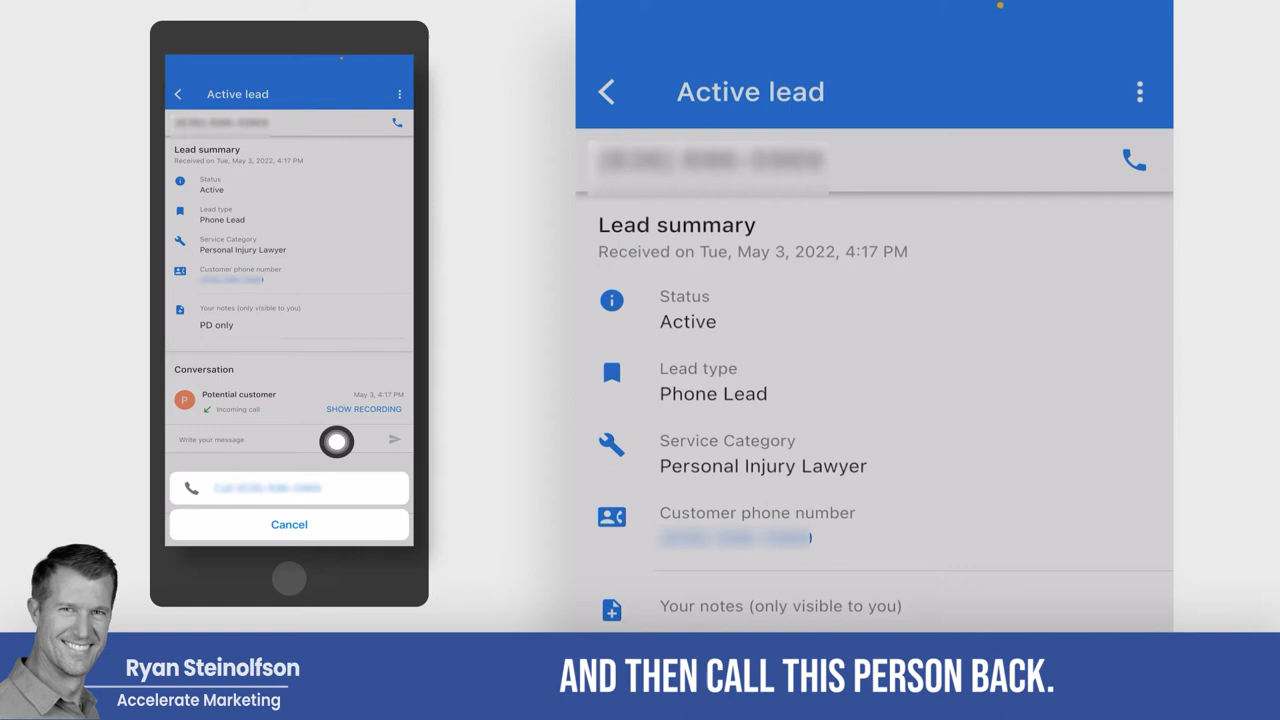 Active lead
Lead summary
Received on Tue, May 3, 2022, 4:17 PM
Status
Active
Lead type
Phone Lead
Service Category
Personal Injury Lawyer
Customer phone number
Your notes (only visible to you)
PD only
Conversation
P
Potential customer
May 3, 4:17 PM
Incoming call
SHOW RECORDING
Write your message
Cancel
Active lead
Lead summary
Received on Tue, May 3, 2022, 4:17 PM
Status
Active
Lead type
Phone Lead
Service Category
Personal Injury Lawyer
Customer phone number
Your notes (only visible to you)
Ryan Steinolfson
Accelerate Marketing
AND THEN CALL THIS PERSON BACK.